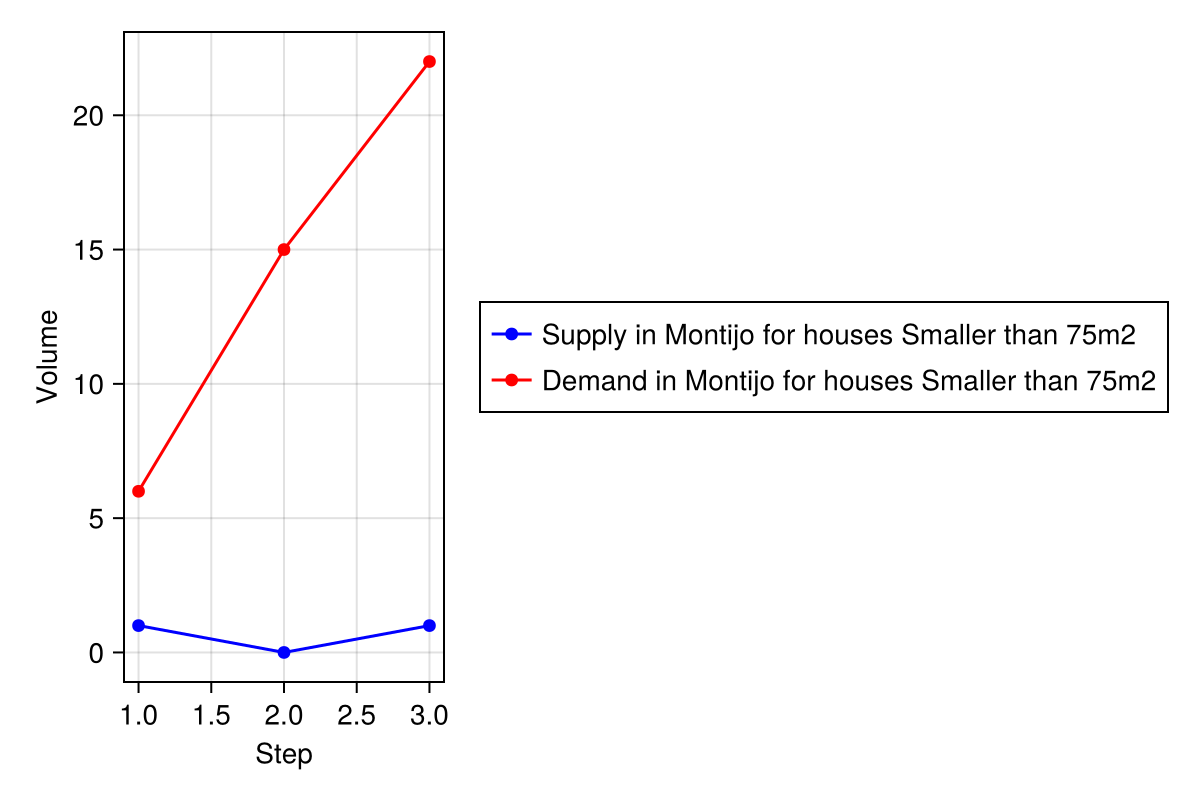 Volume
20
15
10
5
0
1.0 1.5 2.0 2.5 3.0
Step
Supply in Montijo for houses Smaller than 75m2
Demand in Montijo for houses Smaller than 75m2